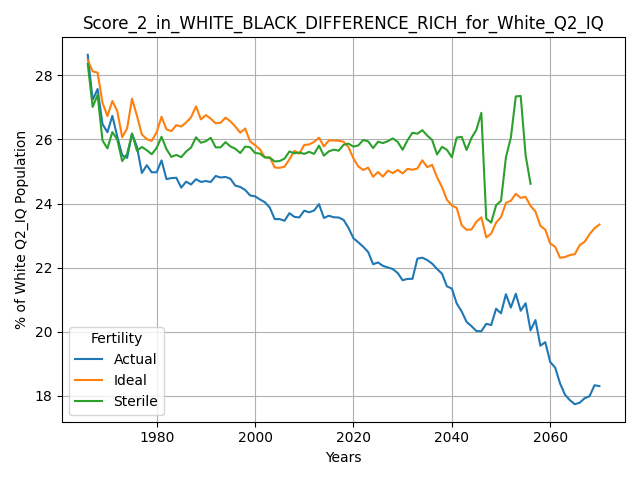 Score_2_in_WHITE_BLACK_DIFFERENCE_RICH_for_White_Q2_IQ
% of White Q2_IQ Population
28
26
24
22
20
18
Fertility
Actual
Ideal
Sterile
1980
2000
2020
2040
2060
Years